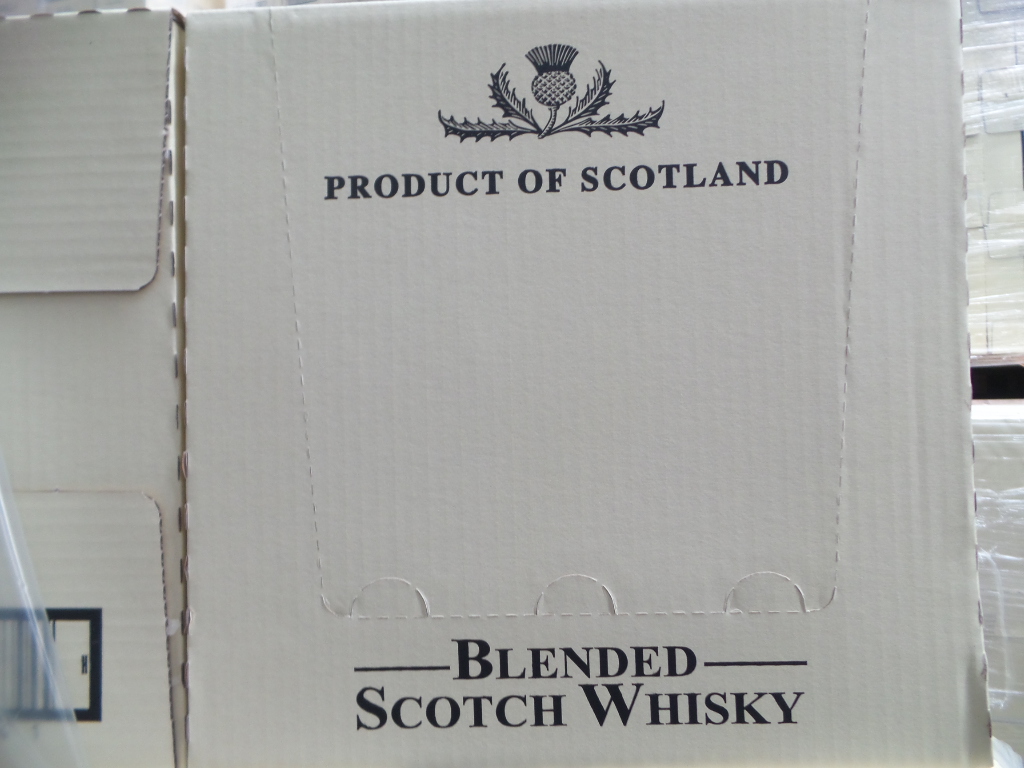 PRODUCT OF SCOTLAND
BLENDED
SCOTCH WHISKY